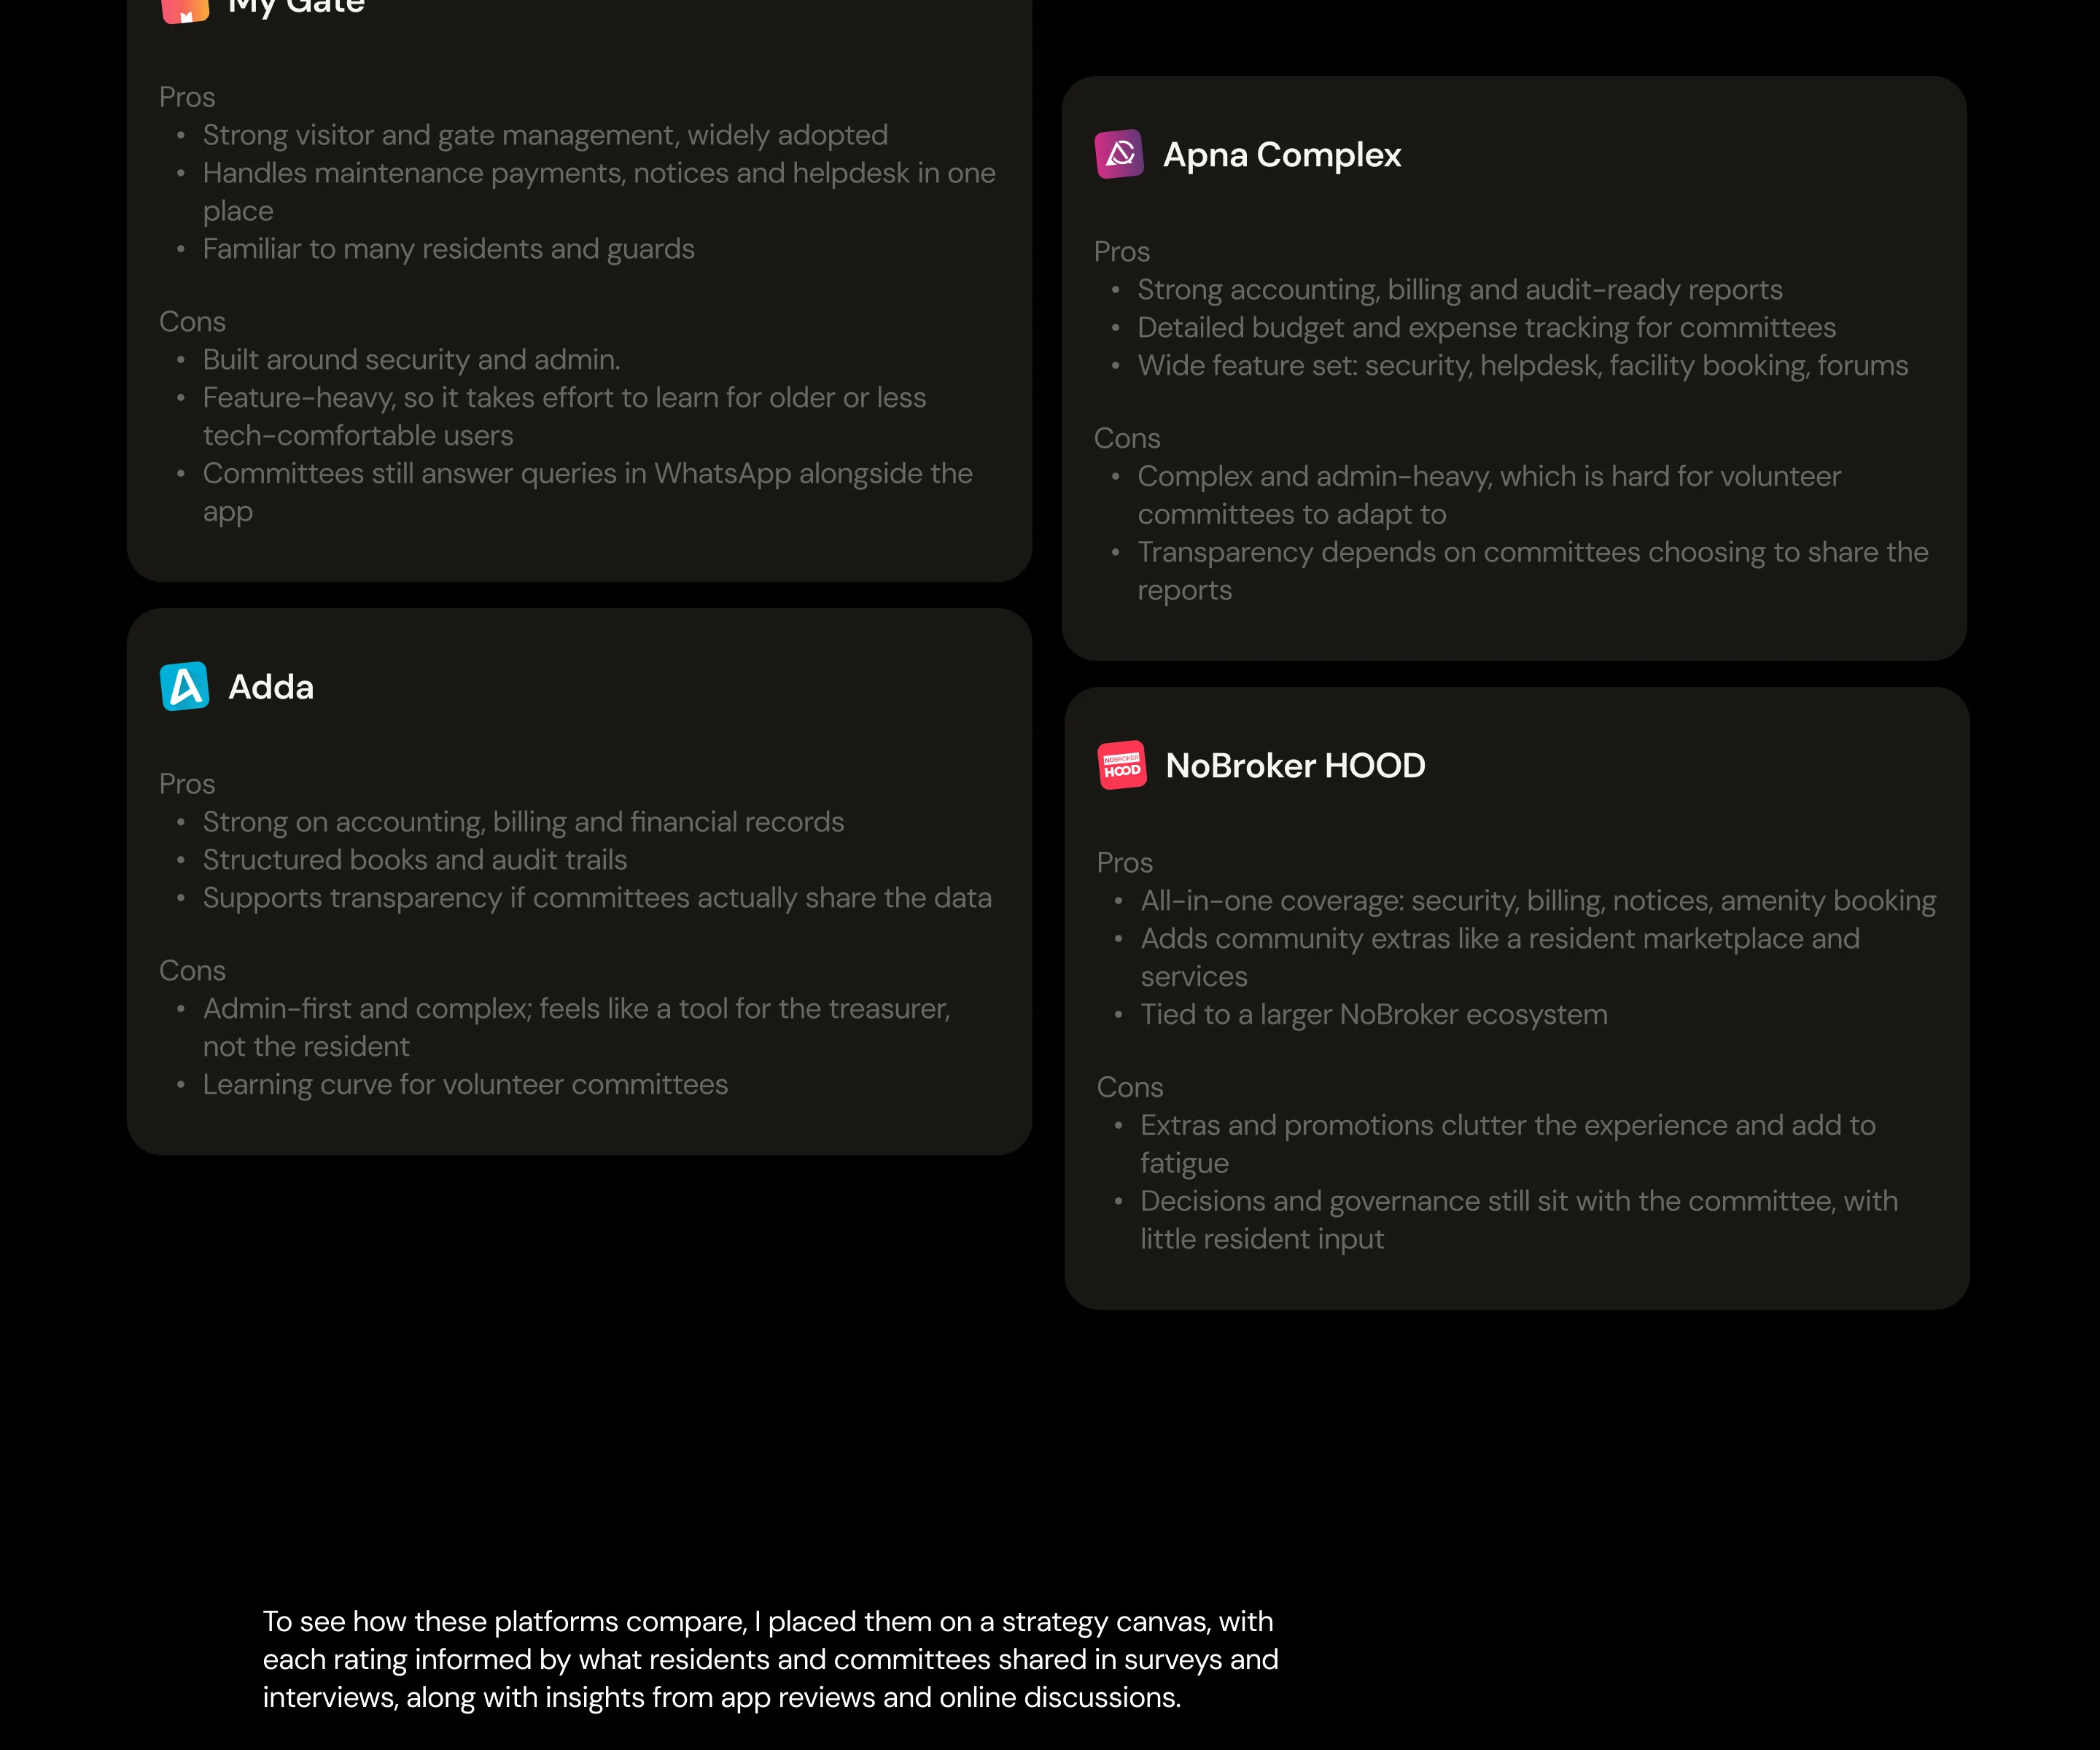 My Gate
Pros
• Strong visitor and gate management, widely adopted
• Handles maintenance payments, notices and helpdesk in one
place
• Familiar to many residents and guards
Cons
• Built around security and admin.
• Feature-heavy, so it takes effort to learn for older or less
tech-comfortable users
• Committees still answer queries in WhatsApp alongside the
app
Apna Complex
Pros
• Strong accounting, billing and audit-ready reports
• Detailed budget and expense tracking for committees
• Wide feature set: security, helpdesk, facility booking, forums
Cons
• Complex and admin-heavy, which is hard for volunteer
committees to adapt to
• Transparency depends on committees choosing to share the
reports
Adda
Pros
• Strong on accounting, billing and financial records
• Structured books and audit trails
• Supports transparency if committees actually share the data
Cons
• Admin-first and complex; feels like a tool for the treasurer,
not the resident
• Learning curve for volunteer committees
NOBROKER
HOOD
NoBroker HOOD
Pros
• All-in-one coverage: security, billing, notices, amenity booking
• Adds community extras like a resident marketplace and
services
• Tied to a larger NoBroker ecosystem
Cons
• Extras and promotions clutter the experience and add to
fatigue
• Decisions and governance still sit with the committee, with
little resident input
To see how these platforms compare, I placed them on a strategy canvas, with
each rating informed by what residents and committees shared in surveys and
interviews, along with insights from app reviews and online discussions.